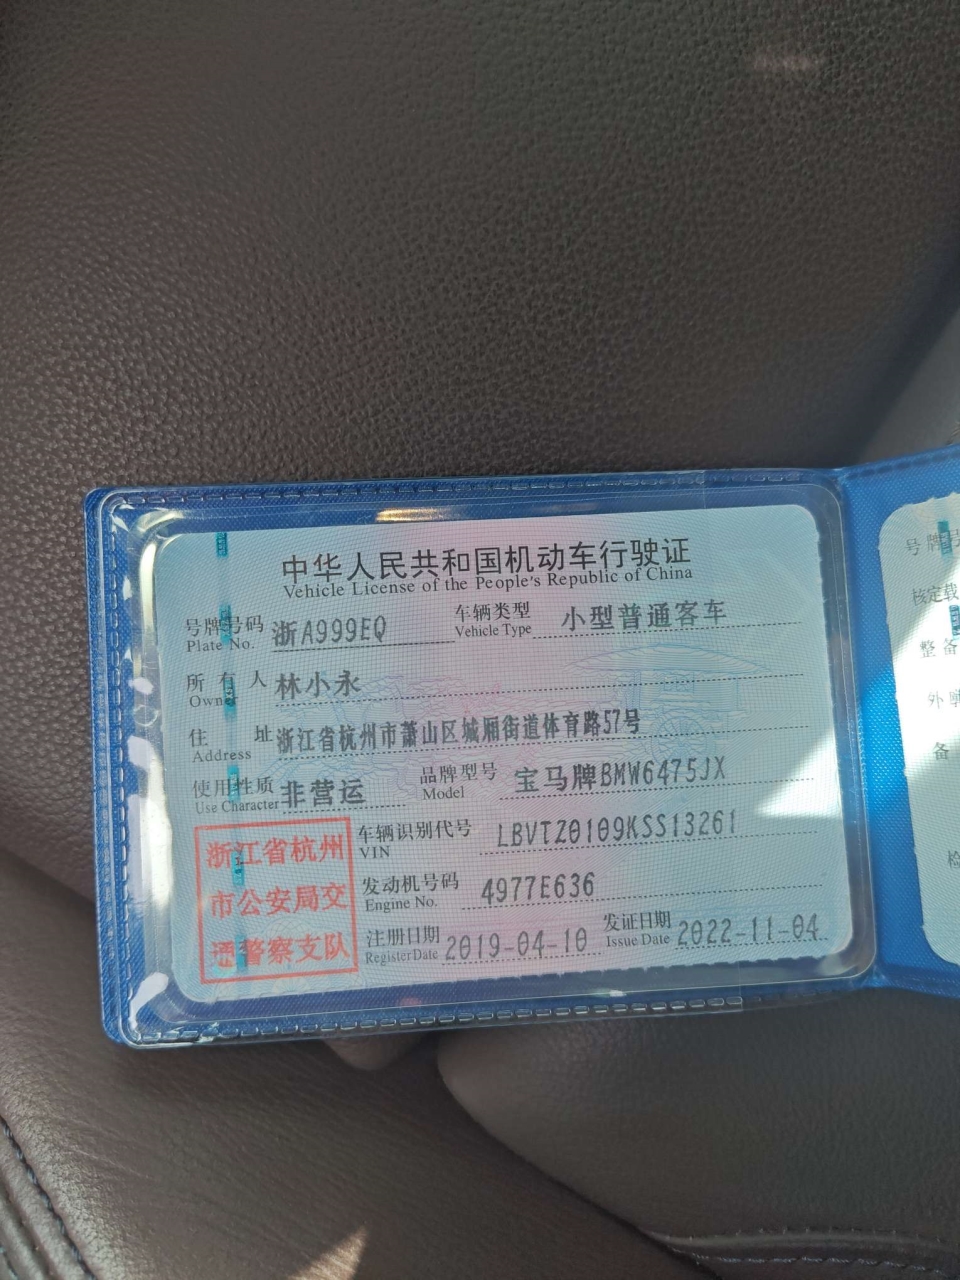 中华人民共和国机动车行驶证
Vehicle License of the People's Republic of China
号牌号码 浙A999EQ 车辆类型 小型普通客车
Plate No. Vehicle Type
所有人 林小永
Owner
住址 浙江省杭州市萧山区城厢街道体育路57号
Address
使用性质 非营运 品牌型号 宝马牌BMW6475JX
Use Character Model
浙江省杭州
市公安局交
通警察支队
车辆识别代号 LBVTZ0109KSS13261
VIN
发动机号码 4977E636
Engine No.
注册日期 2019-04-10 发证日期 2022-11-04
Register Date Issue Date
号牌号
核定载
整备
外
备
检